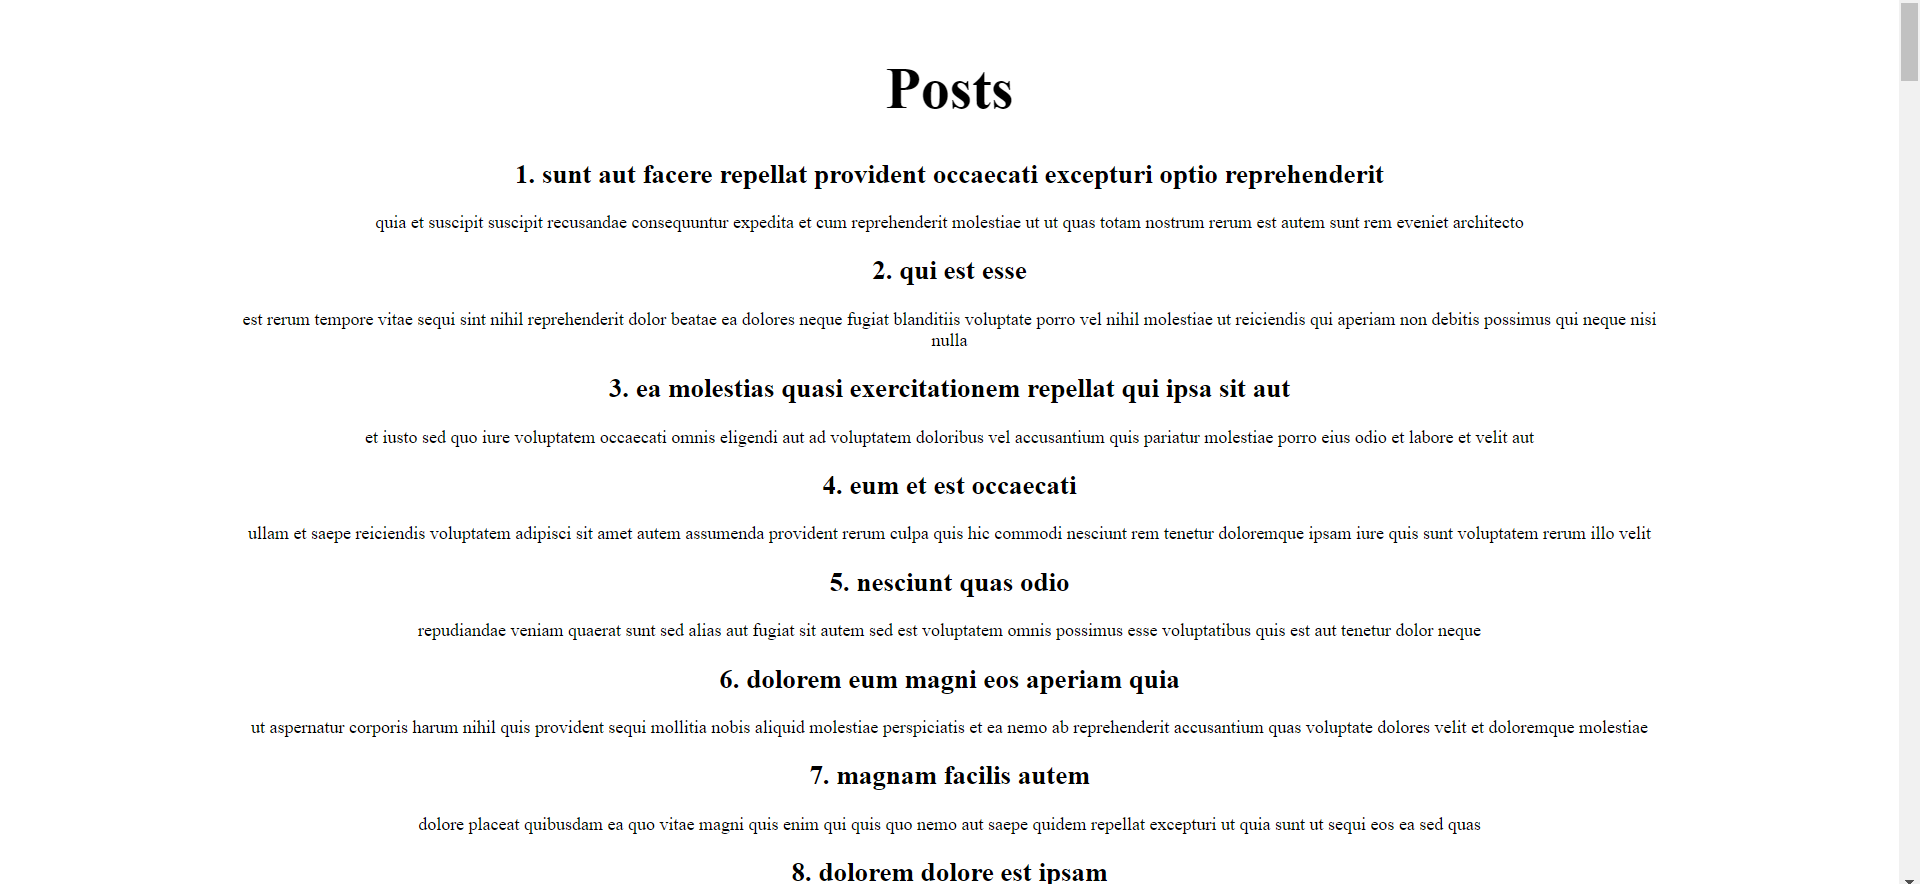 Posts
1. sunt aut facere repellat provident occaecati excepturi optio reprehenderit
quia et suscipit suscipit recusandae consequuntur expedita et cum reprehenderit molestiae ut ut quas totam nostrum rerum est autem sunt rem eveniet architecto
2. qui est esse
est rerum tempore vitae sequi sint nihil reprehenderit dolor beatae ea dolores neque fugiat blanditiis voluptate porro vel nihil molestiae ut reiciendis qui aperiam non debitis possimus qui neque nisi
nulla
3. ea molestias quasi exercitationem repellat qui ipsa sit aut
et iusto sed quo iure voluptatem occaecati omnis eligendi aut ad voluptatem doloribus vel accusantium quis pariatur molestiae porro eius odio et labore et velit aut
4. eum et est occaecati
ullam et saepe reiciendis voluptatem adipisci sit amet autem assumenda provident rerum culpa quis hic commodi nesciunt rem tenetur doloremque ipsam iure quis sunt voluptatem rerum illo velit
5. nesciunt quas odio
repudiandae veniam quaerat sunt sed alias aut fugiat sit autem sed est voluptatem omnis possimus esse voluptatibus quis est aut tenetur dolor neque
6. dolorem eum magni eos aperiam quia
ut aspernatur corporis harum nihil quis provident sequi mollitia nobis aliquid molestiae perspiciatis et ea nemo ab reprehenderit accusantium quas voluptate dolores velit et doloremque molestiae
7. magnam facilis autem
dolore placeat quibusdam ea quo vitae magni quis enim qui quis quo nemo aut saepe quidem repellat excepturi ut quia sunt ut sequi eos ea sed quas
8. dolorem dolore est ipsam